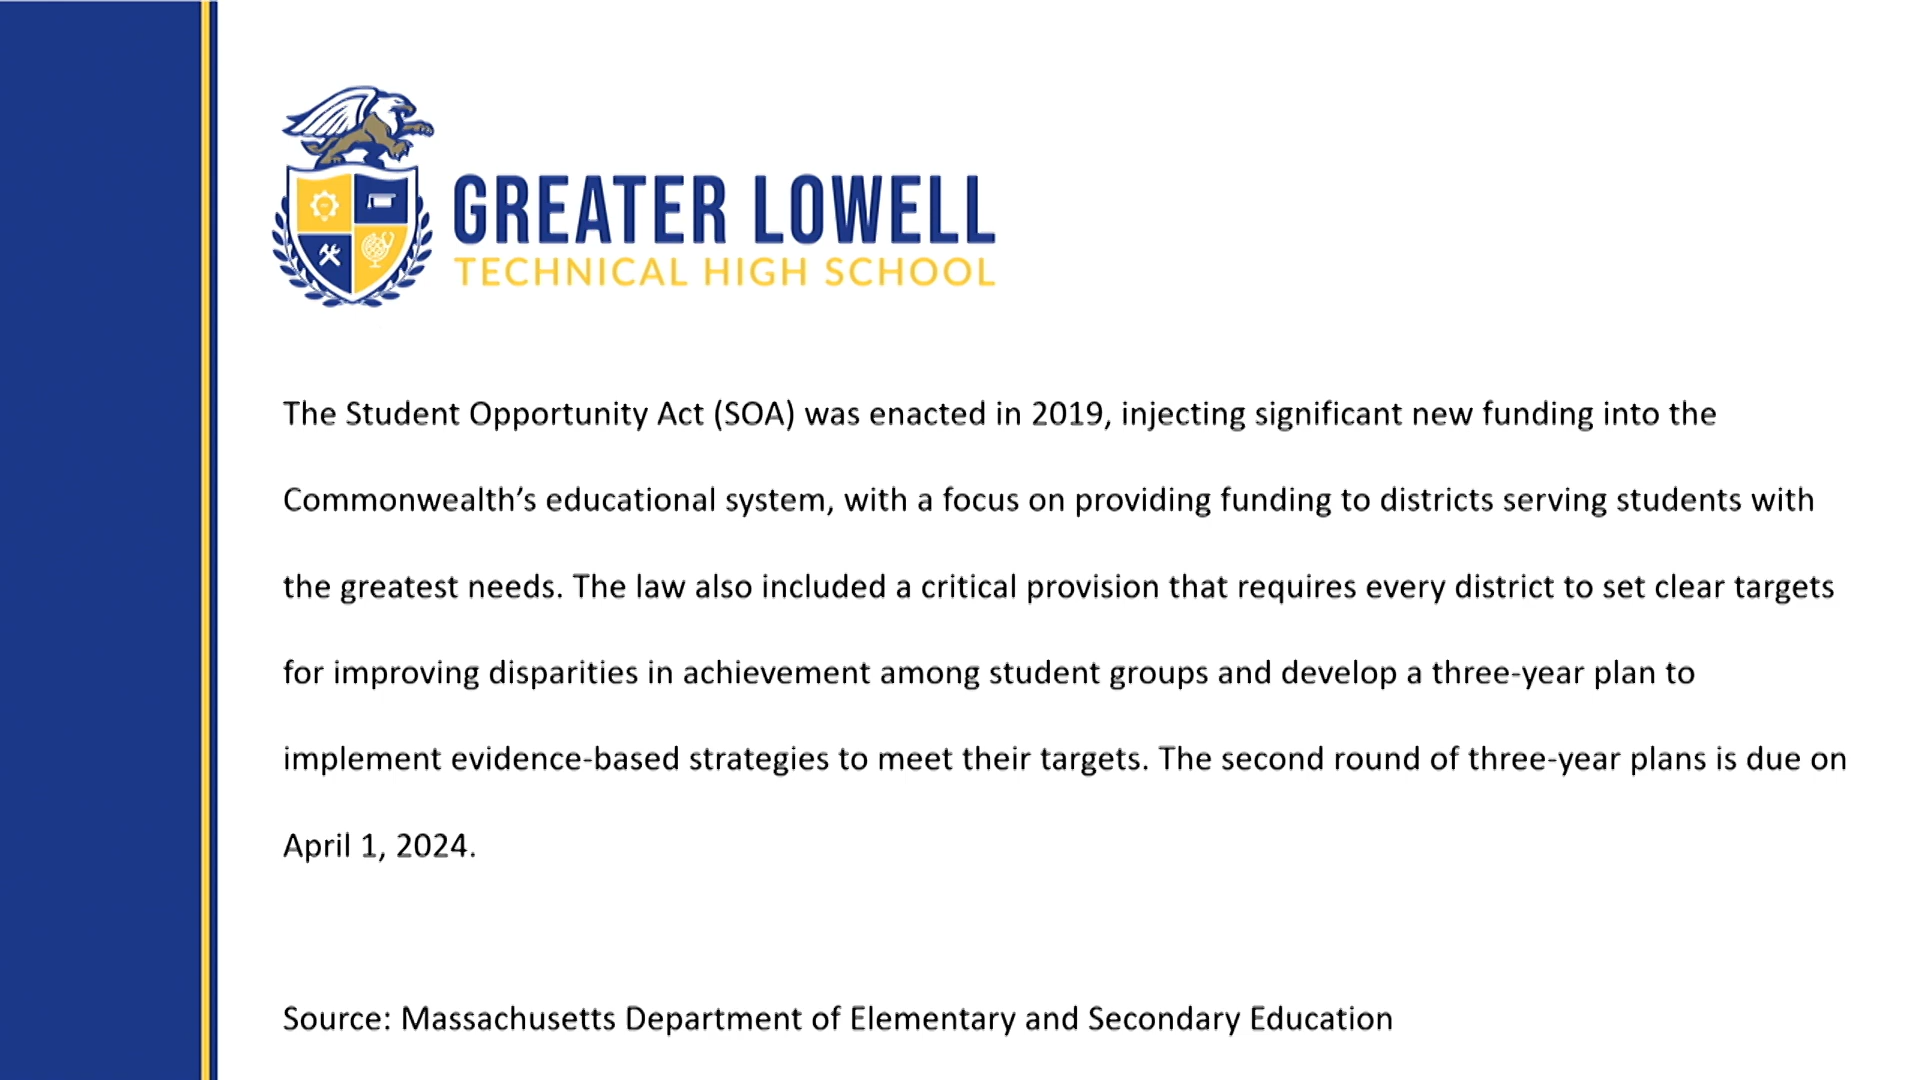 GREATER LOWELL
TECHNICAL HIGH SCHOOL
The Student Opportunity Act (SOA) was enacted in 2019, injecting significant new funding into the
Commonwealth’s educational system, with a focus on providing funding to districts serving students with
the greatest needs. The law also included a critical provision that requires every district to set clear targets
for improving disparities in achievement among student groups and develop a three-year plan to
implement evidence-based strategies to meet their targets. The second round of three-year plans is due on
April 1, 2024.
Source: Massachusetts Department of Elementary and Secondary Education